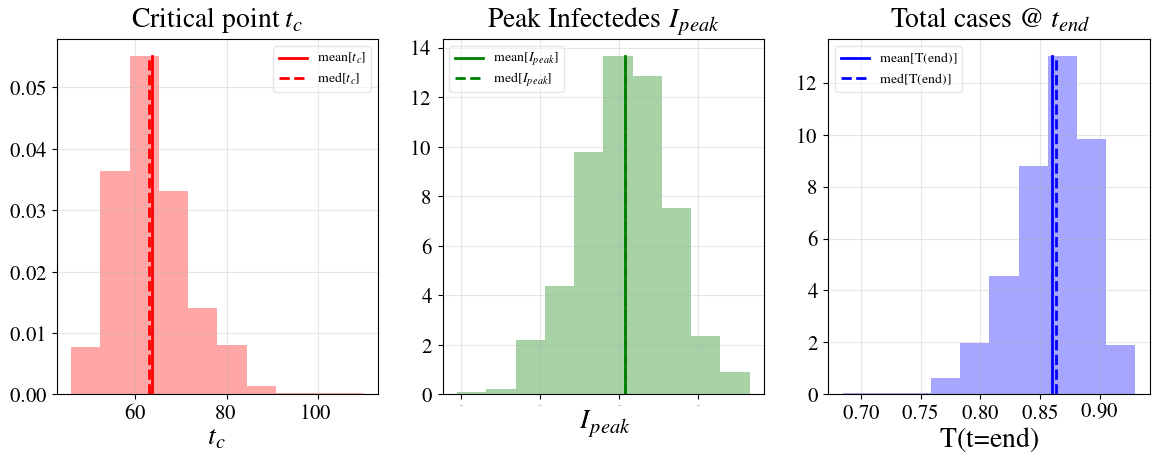 Critical point t_c
mean[t_c]
med[t_c]
0.05
0.04
0.03
0.02
0.01
0.00
60 80 100
t_c
Peak Infectedes I_peak
mean[I_peak]
med[I_peak]
14
12
10
8
6
4
2
0
I_peak
Total cases @ t_end
mean[T(end)]
med[T(end)]
12
10
8
6
4
2
0
0.70 0.75 0.80 0.85 0.90
T(t=end)